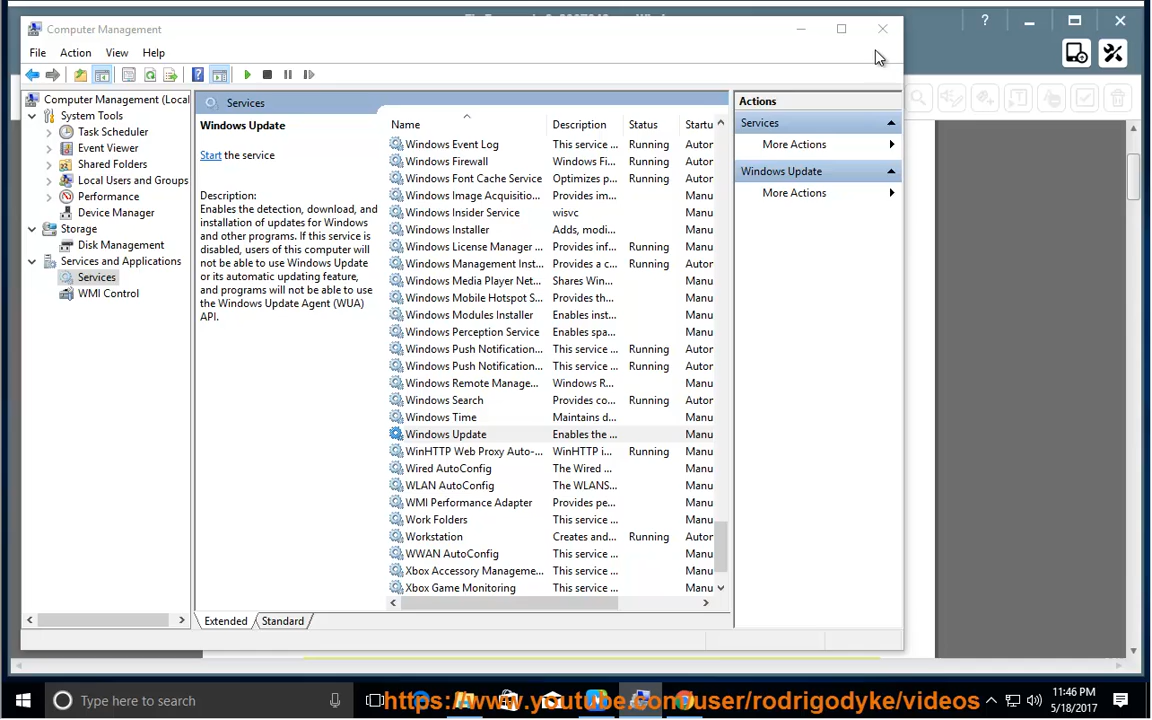 Computer Management
File Action View Help
Computer Management (Local
System Tools
Task Scheduler
Event Viewer
Shared Folders
Local Users and Groups
Performance
Device Manager
Storage
Disk Management
Services and Applications
Services
WMI Control
Services
Windows Update
Start the service
Description:
Enables the detection, download, and
installation of updates for Windows
and other programs. If this service is
disabled, users of this computer will
not be able to use Windows Update
or its automatic updating feature,
and programs will not be able to use
the Windows Update Agent (WUA)
API.
Name Description Status Startu
Windows Event Log This service ... Running Autor
Windows Firewall Windows Fi... Running Autor
Windows Font Cache Service Optimizes p... Running Autor
Windows Image Acquisitio... Provides im... Manu
Windows Insider Service wisvc Manu
Windows Installer Adds, modi... Manu
Windows License Manager ... Provides inf... Running Manu
Windows Management Inst... Provides a c... Running Autor
Windows Media Player Net... Shares Win... Manu
Windows Mobile Hotspot S... Provides th... Manu
Windows Modules Installer Enables inst... Manu
Windows Perception Service Enables spa... Manu
Windows Push Notification... This service ... Running Autor
Windows Push Notification... This service ... Running Autor
Windows Remote Manage... Windows R... Manu
Windows Search Provides co... Running Autor
Windows Time Maintains d... Manu
Windows Update Enables the ... Manu
WinHTTP Web Proxy Auto-... WinHTTP i... Running Manu
Wired AutoConfig The Wired ... Manu
WLAN AutoConfig The WLANS... Manu
WMI Performance Adapter Provides pe... Manu
Work Folders This service ... Manu
Workstation Creates and... Running Autor
WWAN AutoConfig This service ... Manu
Xbox Accessory Manageme... This service ... Manu
Xbox Game Monitoring This service ... Manu
Extended Standard
Actions
Services
More Actions
Windows Update
More Actions
Type here to search
https://www.youtube.com/user/rodrigodyke/videos
11:46 PM
5/18/2017